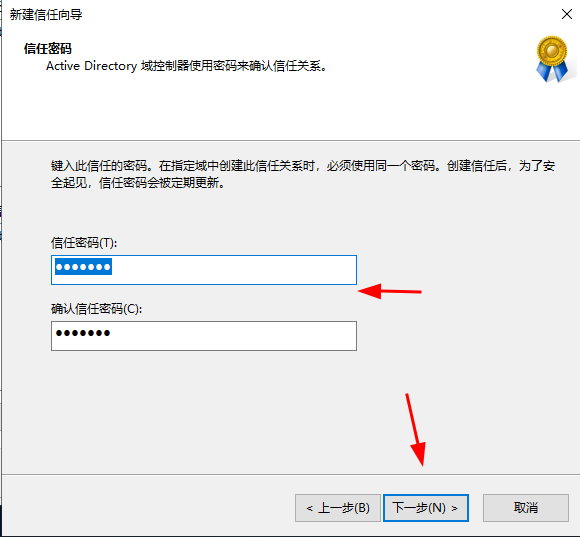 新建信任向导
信任密码
Active Directory 域控制器使用密码来确认信任关系。
键入此信任的密码。在指定域中创建此信任关系时，必须使用同一个密码。创建信任后，为了安
全起见，信任密码会被定期更新。
信任密码(T):
●●●●●●●
确认信任密码(C):
●●●●●●●
< 上一步(B) 下一步(N) > 取消